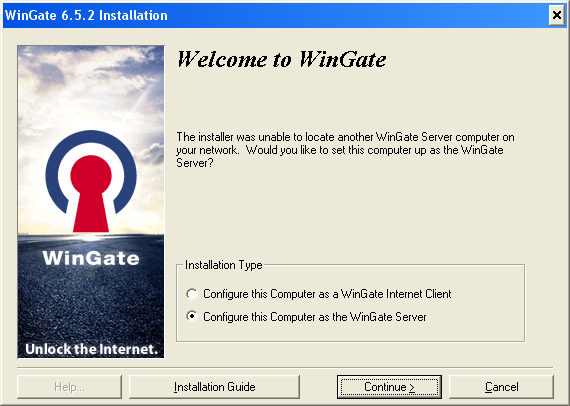 WinGate 6.5.2 Installation
Welcome to WinGate
The installer was unable to locate another WinGate Server computer on
your network.  Would you like to set this computer up as the WinGate
Server?
WinGate
Unlock the Internet.
Installation Type
Configure this Computer as a WinGate Internet Client
Configure this Computer as the WinGate Server
Help...
Installation Guide
Continue >
Cancel